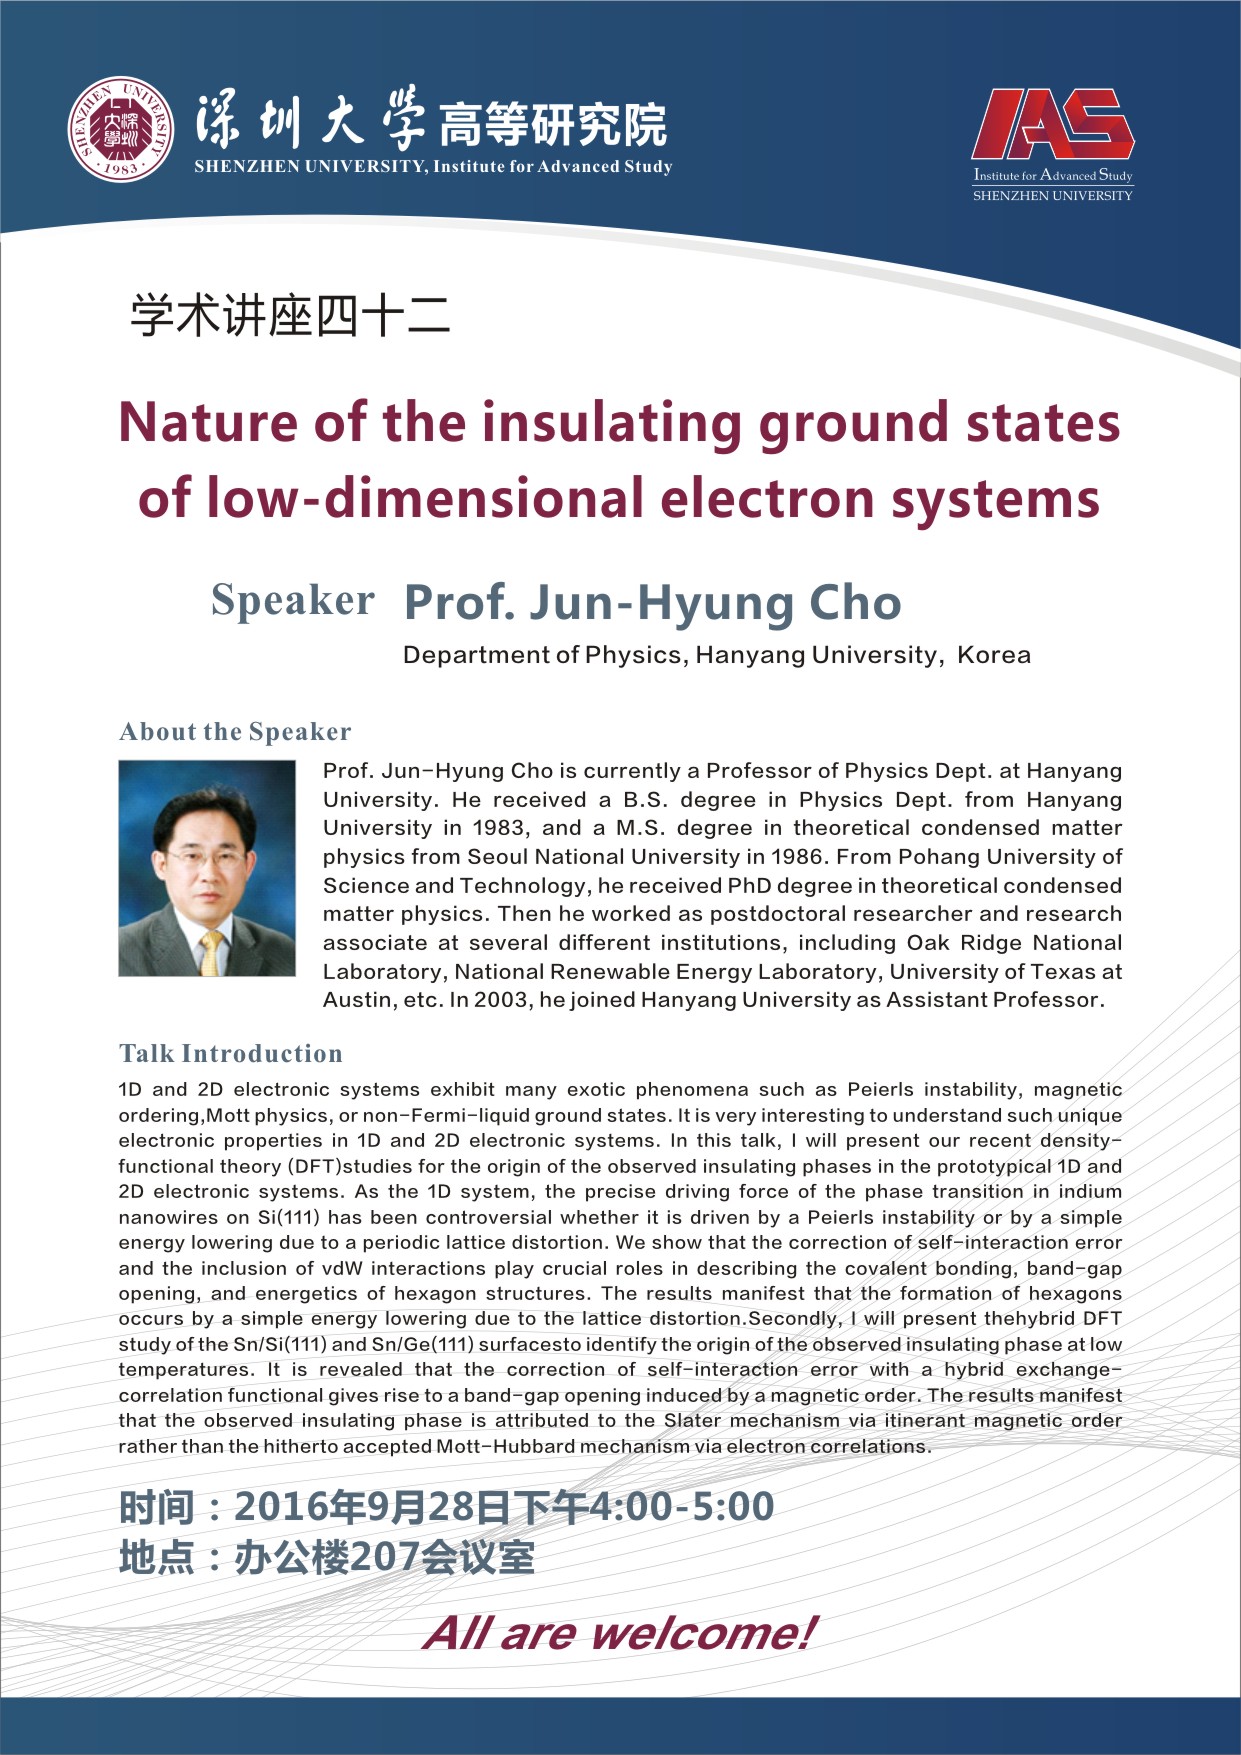 SHENZHEN UNIVERSITY
深圳大學
·1983·
深圳大学高等研究院
SHENZHEN UNIVERSITY, Institute for Advanced Study
IAS
Institute for Advanced Study
SHENZHEN UNIVERSITY
学术讲座四十二
Nature of the insulating ground states
of low-dimensional electron systems
Speaker Prof. Jun-Hyung Cho
Department of Physics, Hanyang University, Korea
About the Speaker
Prof. Jun-Hyung Cho is currently a Professor of Physics Dept. at Hanyang
University. He received a B.S. degree in Physics Dept. from Hanyang
University in 1983, and a M.S. degree in theoretical condensed matter
physics from Seoul National University in 1986. From Pohang University of
Science and Technology, he received PhD degree in theoretical condensed
matter physics. Then he worked as postdoctoral researcher and research
associate at several different institutions, including Oak Ridge National
Laboratory, National Renewable Energy Laboratory, University of Texas at
Austin, etc. In 2003, he joined Hanyang University as Assistant Professor.
Talk Introduction
1D and 2D electronic systems exhibit many exotic phenomena such as Peierls instability, magnetic
ordering,Mott physics, or non-Fermi-liquid ground states. It is very interesting to understand such unique
electronic properties in 1D and 2D electronic systems. In this talk, I will present our recent density-
functional theory (DFT)studies for the origin of the observed insulating phases in the prototypical 1D and
2D electronic systems. As the 1D system, the precise driving force of the phase transition in indium
nanowires on Si(111) has been controversial whether it is driven by a Peierls instability or by a simple
energy lowering due to a periodic lattice distortion. We show that the correction of self-interaction error
and the inclusion of vdW interactions play crucial roles in describing the covalent bonding, band-gap
opening, and energetics of hexagon structures. The results manifest that the formation of hexagons
occurs by a simple energy lowering due to the lattice distortion.Secondly, I will present thehybrid DFT
study of the Sn/Si(111) and Sn/Ge(111) surfacesto identify the origin of the observed insulating phase at low
temperatures. It is revealed that the correction of self-interaction error with a hybrid exchange-
correlation functional gives rise to a band-gap opening induced by a magnetic order. The results manifest
that the observed insulating phase is attributed to the Slater mechanism via itinerant magnetic order
rather than the hitherto accepted Mott-Hubbard mechanism via electron correlations.
时间：2016年9月28日下午4:00-5:00
地点：办公楼207会议室
All are welcome!